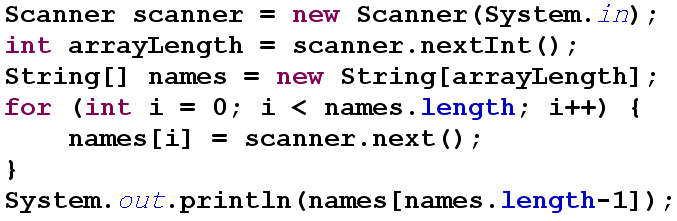 Scanner scanner = new Scanner(System.in);
int arrayLength = scanner.nextInt();
String[] names = new String[arrayLength];
for (int i = 0; i < names.length; i++) {
    names[i] = scanner.next();
}
System.out.println(names[names.length-1]);